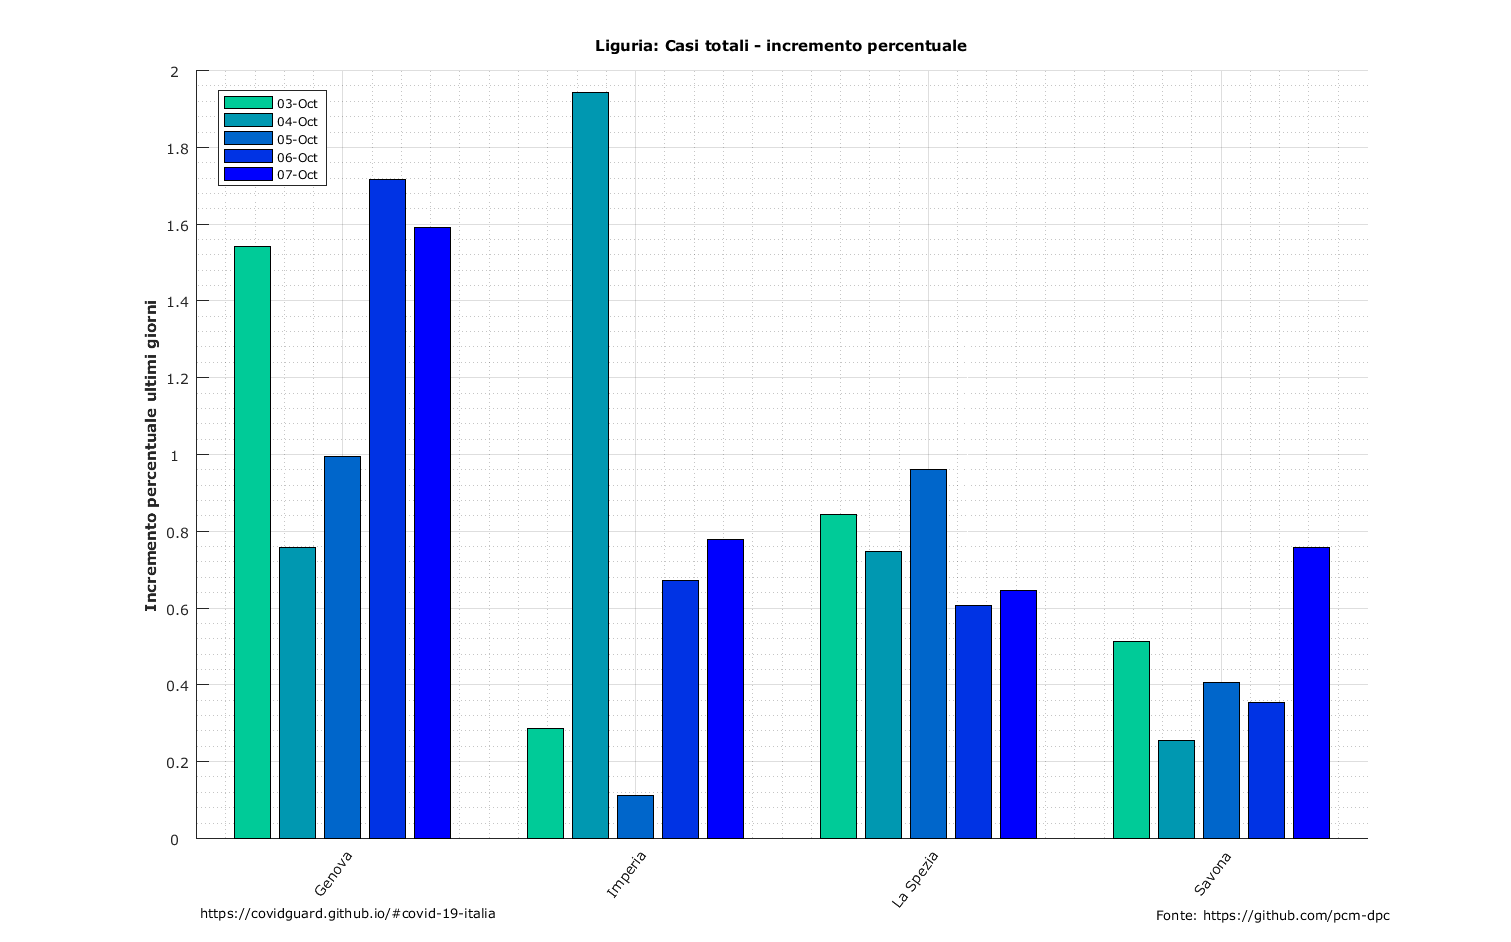 Liguria: Casi totali - incremento percentuale
2
1.8
1.6
1.4
1.2
1
0.8
0.6
0.4
0.2
0
Incremento percentuale ultimi giorni
03-Oct
04-Oct
05-Oct
06-Oct
07-Oct
Genova
Imperia
La Spezia
Savona
https://covidguard.github.io/#covid-19-italia
Fonte: https://github.com/pcm-dpc